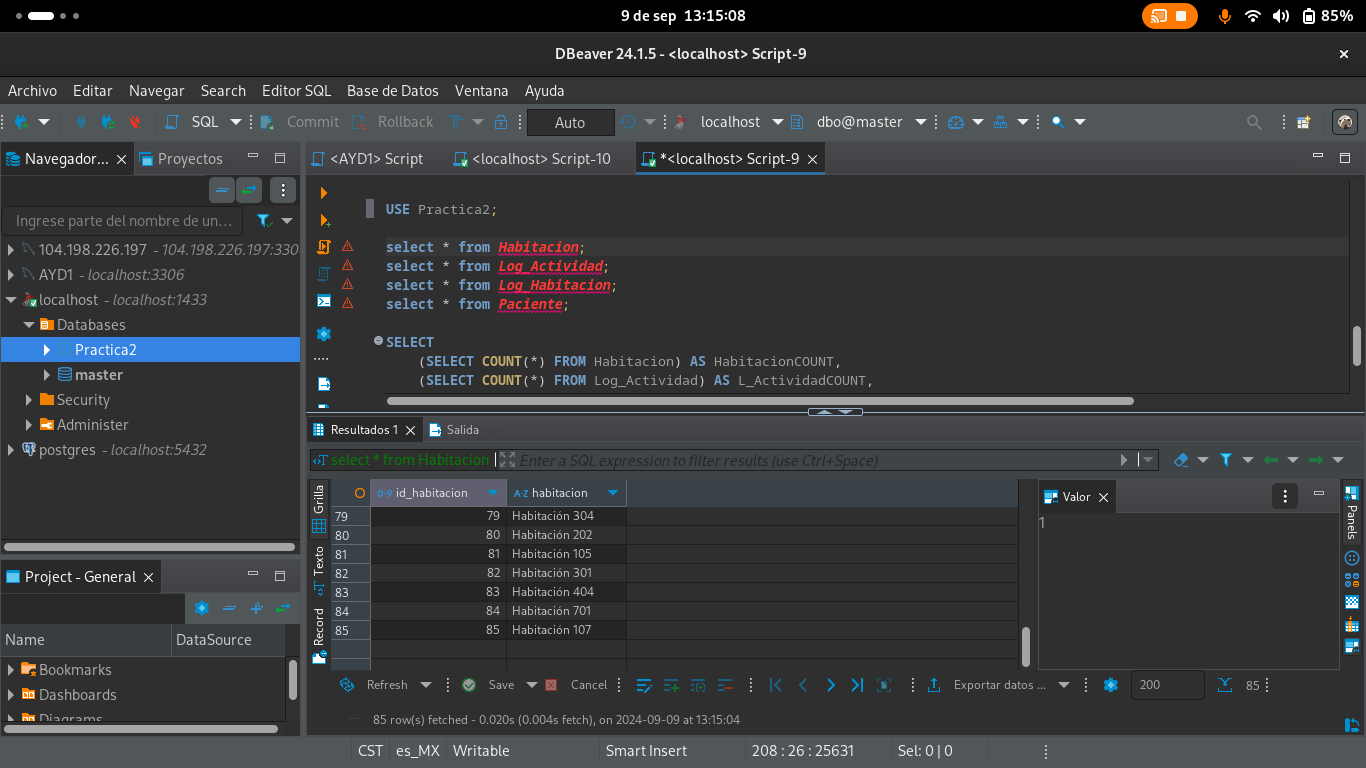 9 de sep 13:15:08
85%
DBeaver 24.1.5 - <localhost> Script-9
Archivo Editar Navegar Search Editor SQL Base de Datos Ventana Ayuda
SQL Commit Rollback Auto localhost dbo@master
Navegador... Proyectos
<AYD1> Script <localhost> Script-10 *<localhost> Script-9
Ingrese parte del nombre de un...
104.198.226.197 - 104.198.226.197:330
AYD1 - localhost:3306
localhost - localhost:1433
Databases
Practica2
master
Security
Administer
postgres - localhost:5432
USE Practica2;
select * from Habitacion;
select * from Log_Actividad;
select * from Log_Habitacion;
select * from Paciente;
SELECT
(SELECT COUNT(*) FROM Habitacion) AS HabitacionCOUNT,
(SELECT COUNT(*) FROM Log_Actividad) AS L_ActividadCOUNT,
Resultados 1 Salida
select * from Habitacion Enter a SQL expression to filter results (use Ctrl+Space)
Grilla
Texto
Record
id_habitacion A-Z habitacion
79 79 Habitación 304
80 80 Habitación 202
81 81 Habitación 105
82 82 Habitación 301
83 83 Habitación 404
84 84 Habitación 701
85 85 Habitación 107
Valor
1
Panels
Refresh Save Cancel Exportar datos ... 200 85
85 row(s) fetched - 0.020s (0.004s fetch), on 2024-09-09 at 13:15:04
Project - General
Name DataSource
Bookmarks
Dashboards
Diagrams
CST es_MX Writable Smart Insert 208 : 26 : 25631 Sel: 0 | 0